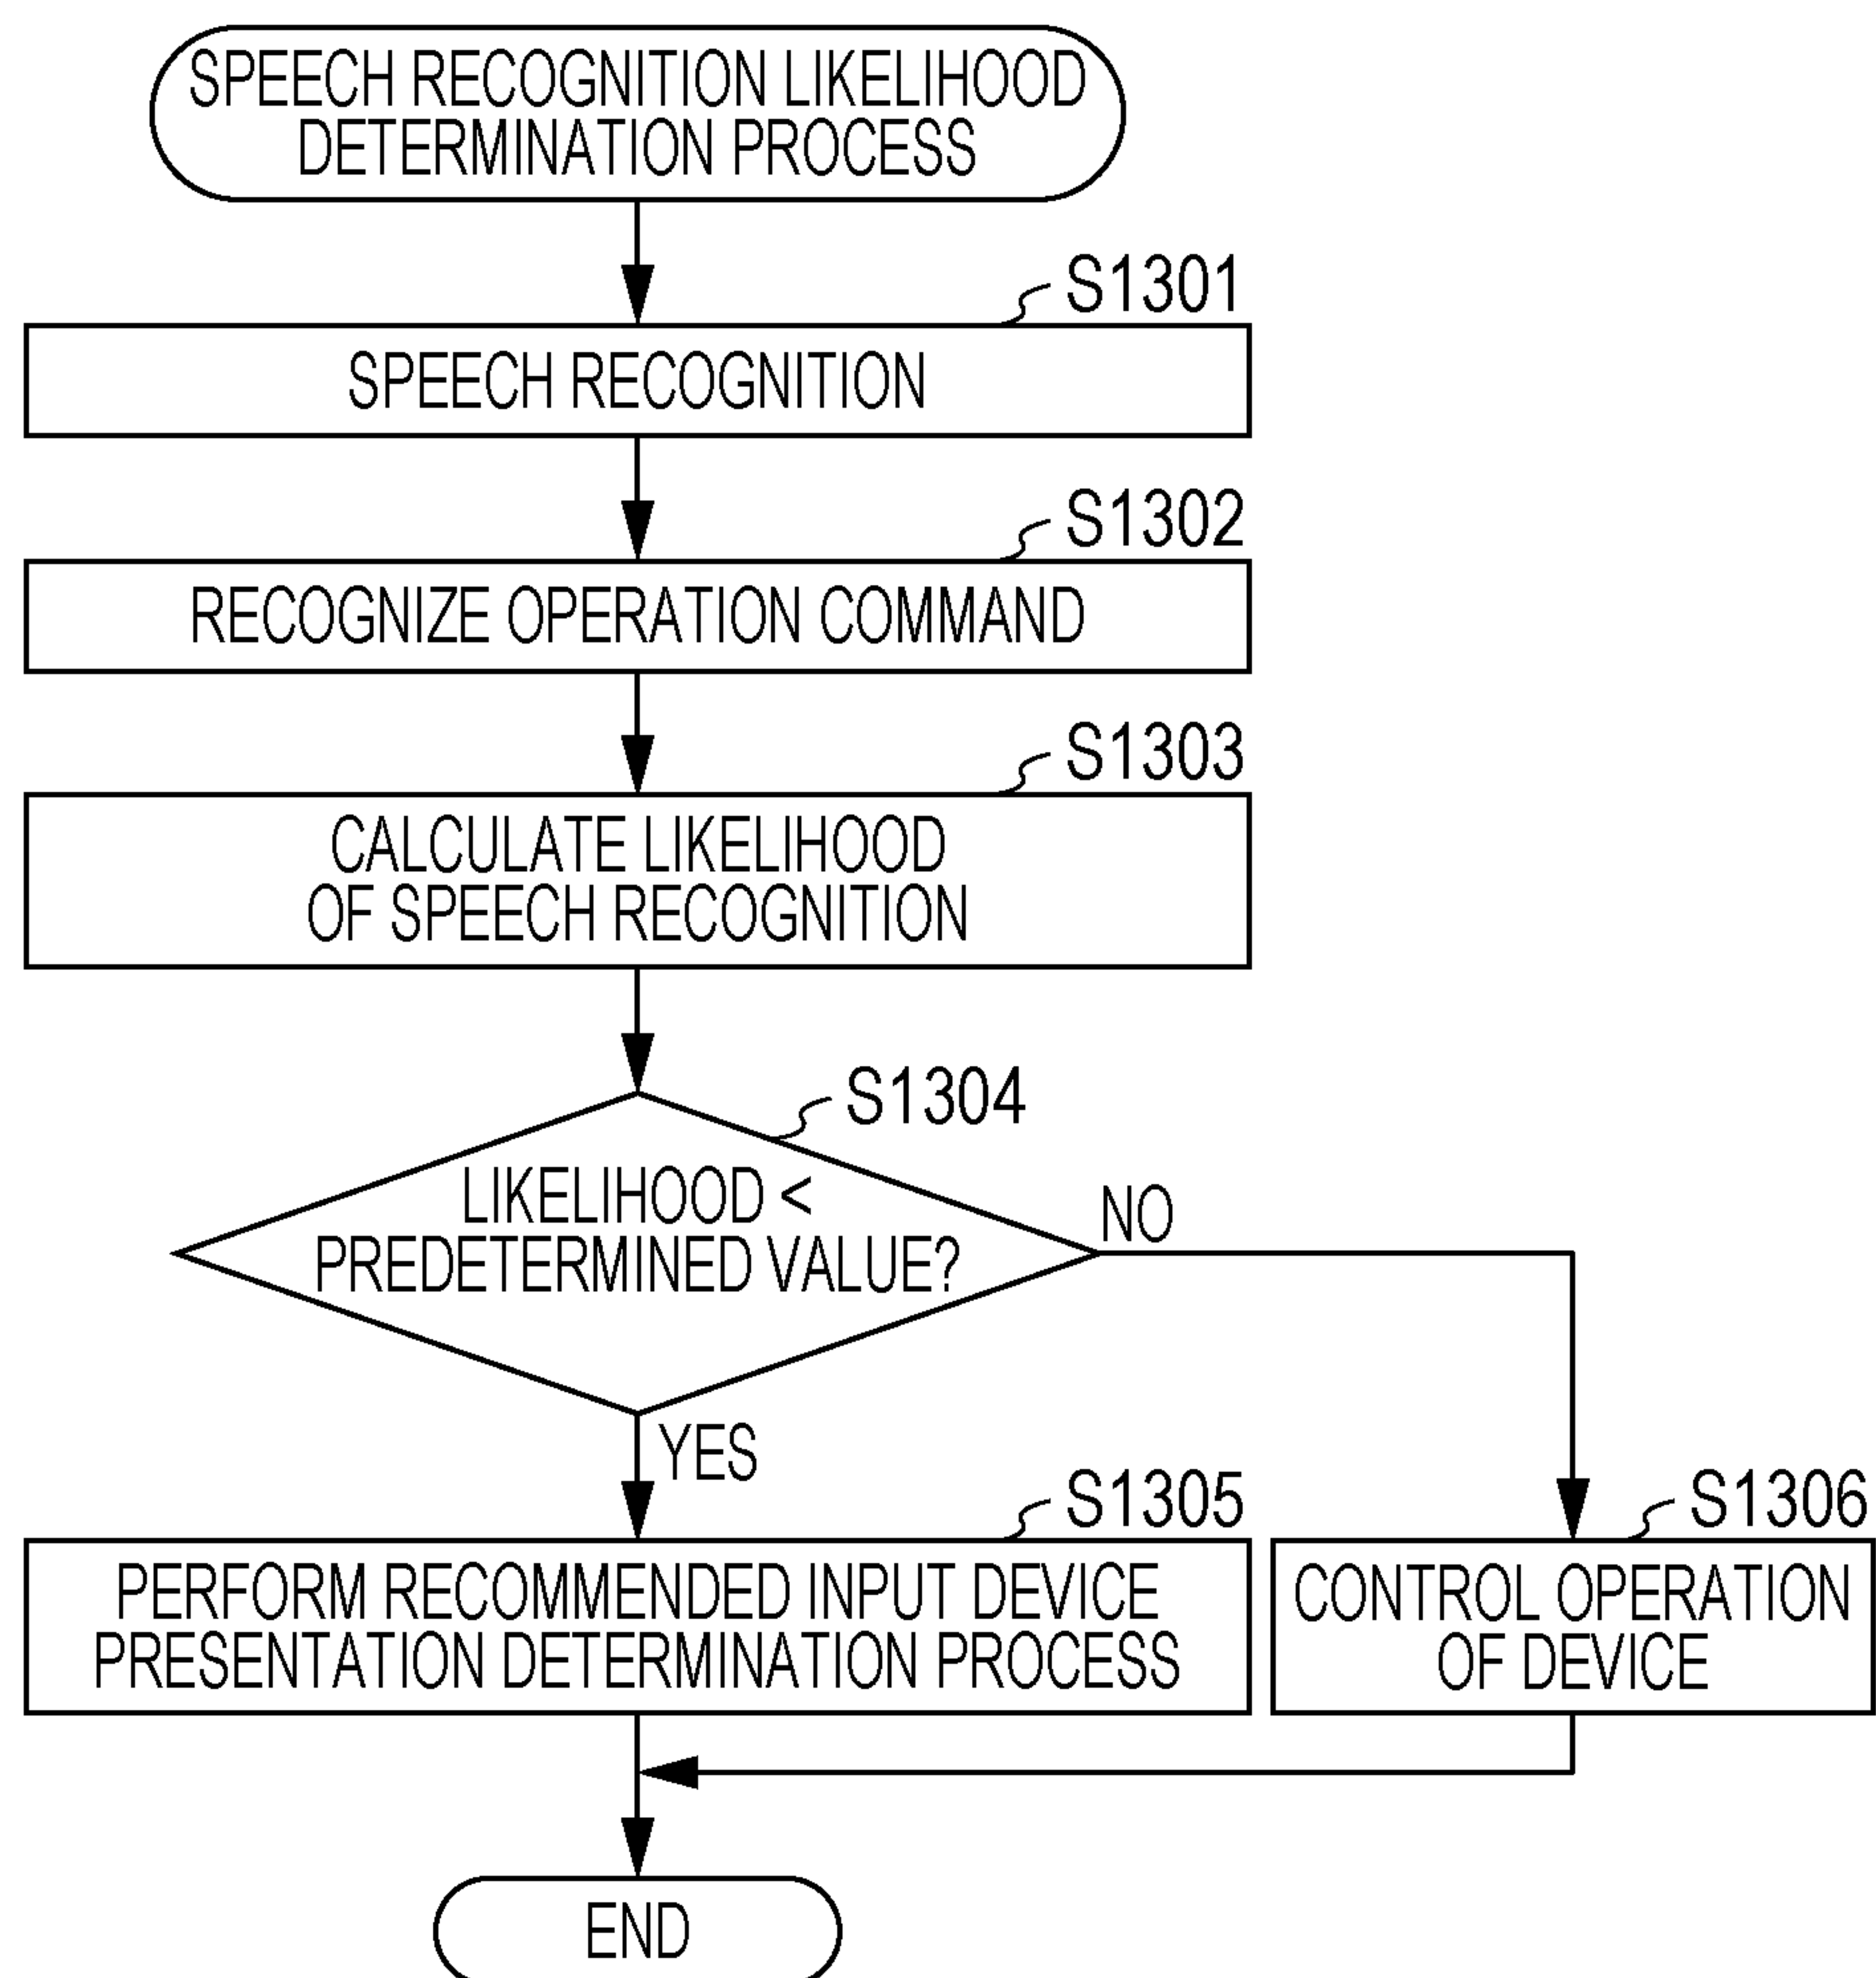 SPEECH RECOGNITION LIKELIHOOD
DETERMINATION PROCESS
S1301
SPEECH RECOGNITION
S1302
RECOGNIZE OPERATION COMMAND
S1303
CALCULATE LIKELIHOOD
OF SPEECH RECOGNITION
S1304
LIKELIHOOD <
PREDETERMINED VALUE?
NO
YES
S1305
PERFORM RECOMMENDED INPUT DEVICE
PRESENTATION DETERMINATION PROCESS
S1306
CONTROL OPERATION
OF DEVICE
END